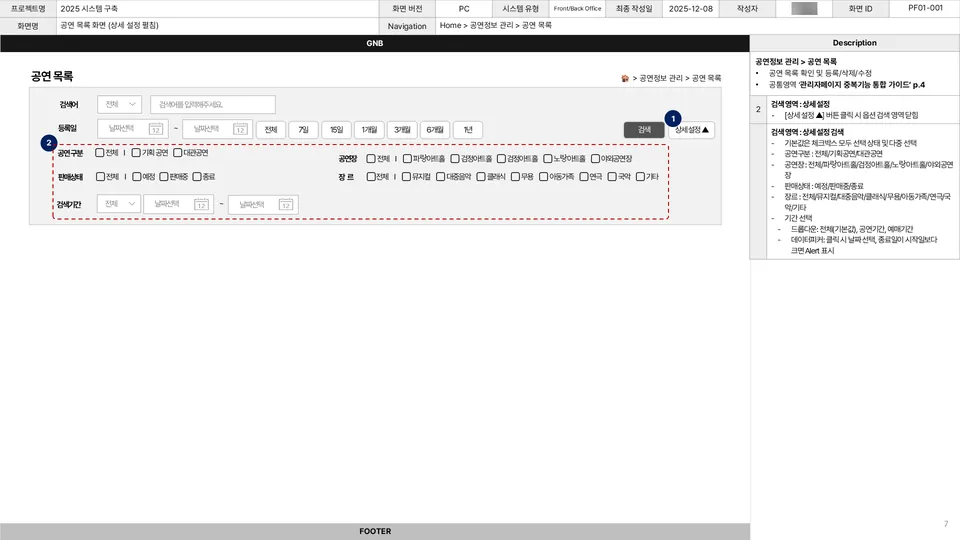 프로젝트명 2025 시스템 구축 화면 버전 PC 시스템 유형 Front/Back Office 최종 작성일 2025-12-08 작성자 화면 ID PF01-001
화면명 공연 목록 화면 (상세 설정 펼침) Navigation Home > 공연정보 관리 > 공연 목록
GNB
공연 목록
> 공연정보 관리 > 공연 목록
검색어 전체 검색어를 입력해주세요.
등록일 날짜선택 12 ~ 날짜선택 12 전체 7일 15일 1개월 3개월 6개월 1년 검색 상세 설정 ▲
1
2
공연 구분 전체 | 기획 공연 대관공연
공연장 전체 | 파랑아트홀 검정아트홀 검정아트홀 노랑아트홀 야외공연장
판매상태 전체 | 예정 판매중 종료
장 르 전체 | 뮤지컬 대중음악 클래식 무용 아동가족 연극 국악 기타
검색기간 전체 날짜선택 12 ~ 날짜선택 12
FOOTER
Description
공연정보 관리 > 공연 목록
• 공연 목록 확인 및 등록/삭제/수정
• 공통영역 '관리자페이지 중복기능 통합 가이드' p.4
2
검색 영역 : 상세 설정
- [상세 설정 ▲] 버튼 클릭 시 옵션 검색 영역 닫힘
검색 영역 : 상세 설정 검색
- 기본값은 체크박스 모두 선택 상태 및 다중 선택
- 공연구분 : 전체/기획공연/대관공연
- 공연장 : 전체/파랑아트홀/검정아트홀/노랑아트홀/야외공연
장
- 판매상태 : 예정/판매중/종료
- 장르 : 전체/뮤지컬/대중음악/클래식/무용/아동가족/연극/국
악/기타
- 기간 선택
- 드롭다운: 전체(기본값), 공연기간, 예매기간
- 데이터피커: 클릭 시 날짜 선택, 종료일이 시작일보다
크면 Alert 표시
7